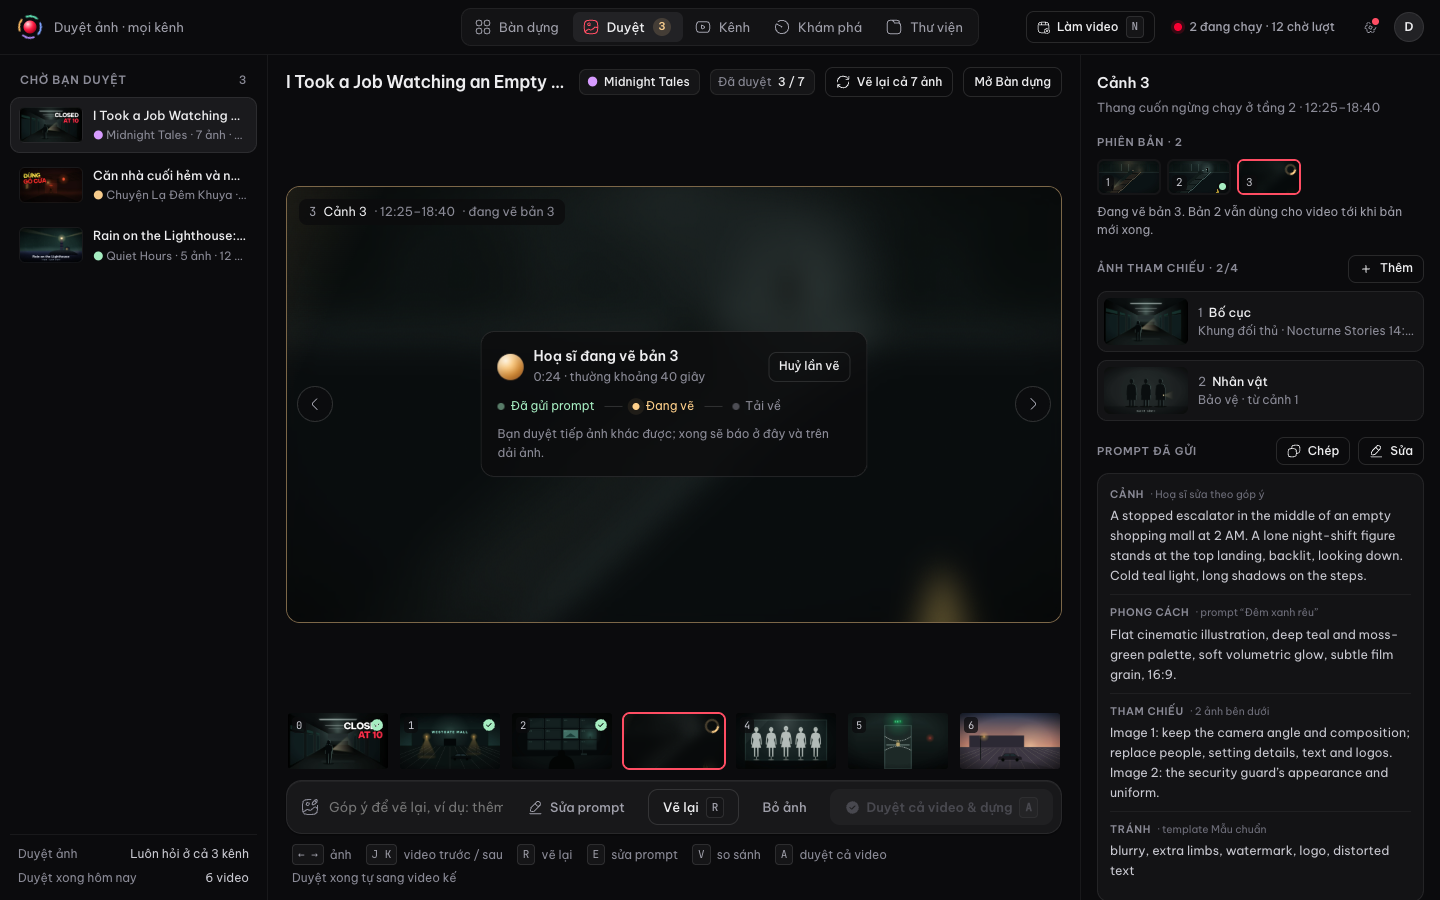 Duyệt ảnh · mọi kênh
Bàn dựng
Duyệt 3
Kênh
Khám phá
Thư viện
Làm video N
2 đang chạy · 12 chờ lượt
D
CHỜ BẠN DUYỆT 3
CLOSED
AT 10
I Took a Job Watching ...
Midnight Tales · 7 ảnh · ...
ĐỪNG
GÕ CỬA
Căn nhà cuối hẻm và n...
Chuyện Lạ Đêm Khuya ·...
Rain on the Lighthouse
Rain on the Lighthouse:...
Quiet Hours · 5 ảnh · 12 ...
Duyệt ảnh Luôn hỏi ở cả 3 kênh
Duyệt xong hôm nay 6 video
I Took a Job Watching an Empty ...
Midnight Tales
Đã duyệt 3 / 7
Vẽ lại cả 7 ảnh
Mở Bàn dựng
3 Cảnh 3 · 12:25–18:40 · đang vẽ bản 3
Hoạ sĩ đang vẽ bản 3
0:24 · thường khoảng 40 giây
Huỷ lần vẽ
Đã gửi prompt
Đang vẽ
Tải về
Bạn duyệt tiếp ảnh khác được; xong sẽ báo ở đây và trên
dải ảnh.
0 CLOSED
AT 10
1 WESTGATE MALL
2
4
5
6
Góp ý để vẽ lại, ví dụ: thêm
Sửa prompt
Vẽ lại R
Bỏ ảnh
Duyệt cả video & dựng A
← → ảnh
J K video trước / sau
R vẽ lại
E sửa prompt
V so sánh
A duyệt cả video
Duyệt xong tự sang video kế
Cảnh 3
Thang cuốn ngừng chạy ở tầng 2 · 12:25–18:40
PHIÊN BẢN · 2
1
2
3
Đang vẽ bản 3. Bản 2 vẫn dùng cho video tới khi bản
mới xong.
ẢNH THAM CHIẾU · 2/4
Thêm
1 Bố cục
Khung đối thủ · Nocturne Stories 14:...
2 Nhân vật
Bảo vệ · từ cảnh 1
PROMPT ĐÃ GỬI
Chép
Sửa
CẢNH · Hoạ sĩ sửa theo góp ý
A stopped escalator in the middle of an empty
shopping mall at 2 AM. A lone night-shift figure
stands at the top landing, backlit, looking down.
Cold teal light, long shadows on the steps.
PHONG CÁCH · prompt “Đêm xanh rêu”
Flat cinematic illustration, deep teal and moss-
green palette, soft volumetric glow, subtle film
grain, 16:9.
THAM CHIẾU · 2 ảnh bên dưới
Image 1: keep the camera angle and composition;
replace people, setting details, text and logos.
Image 2: the security guard’s appearance and
uniform.
TRÁNH · template Mẫu chuẩn
blurry, extra limbs, watermark, logo, distorted
text